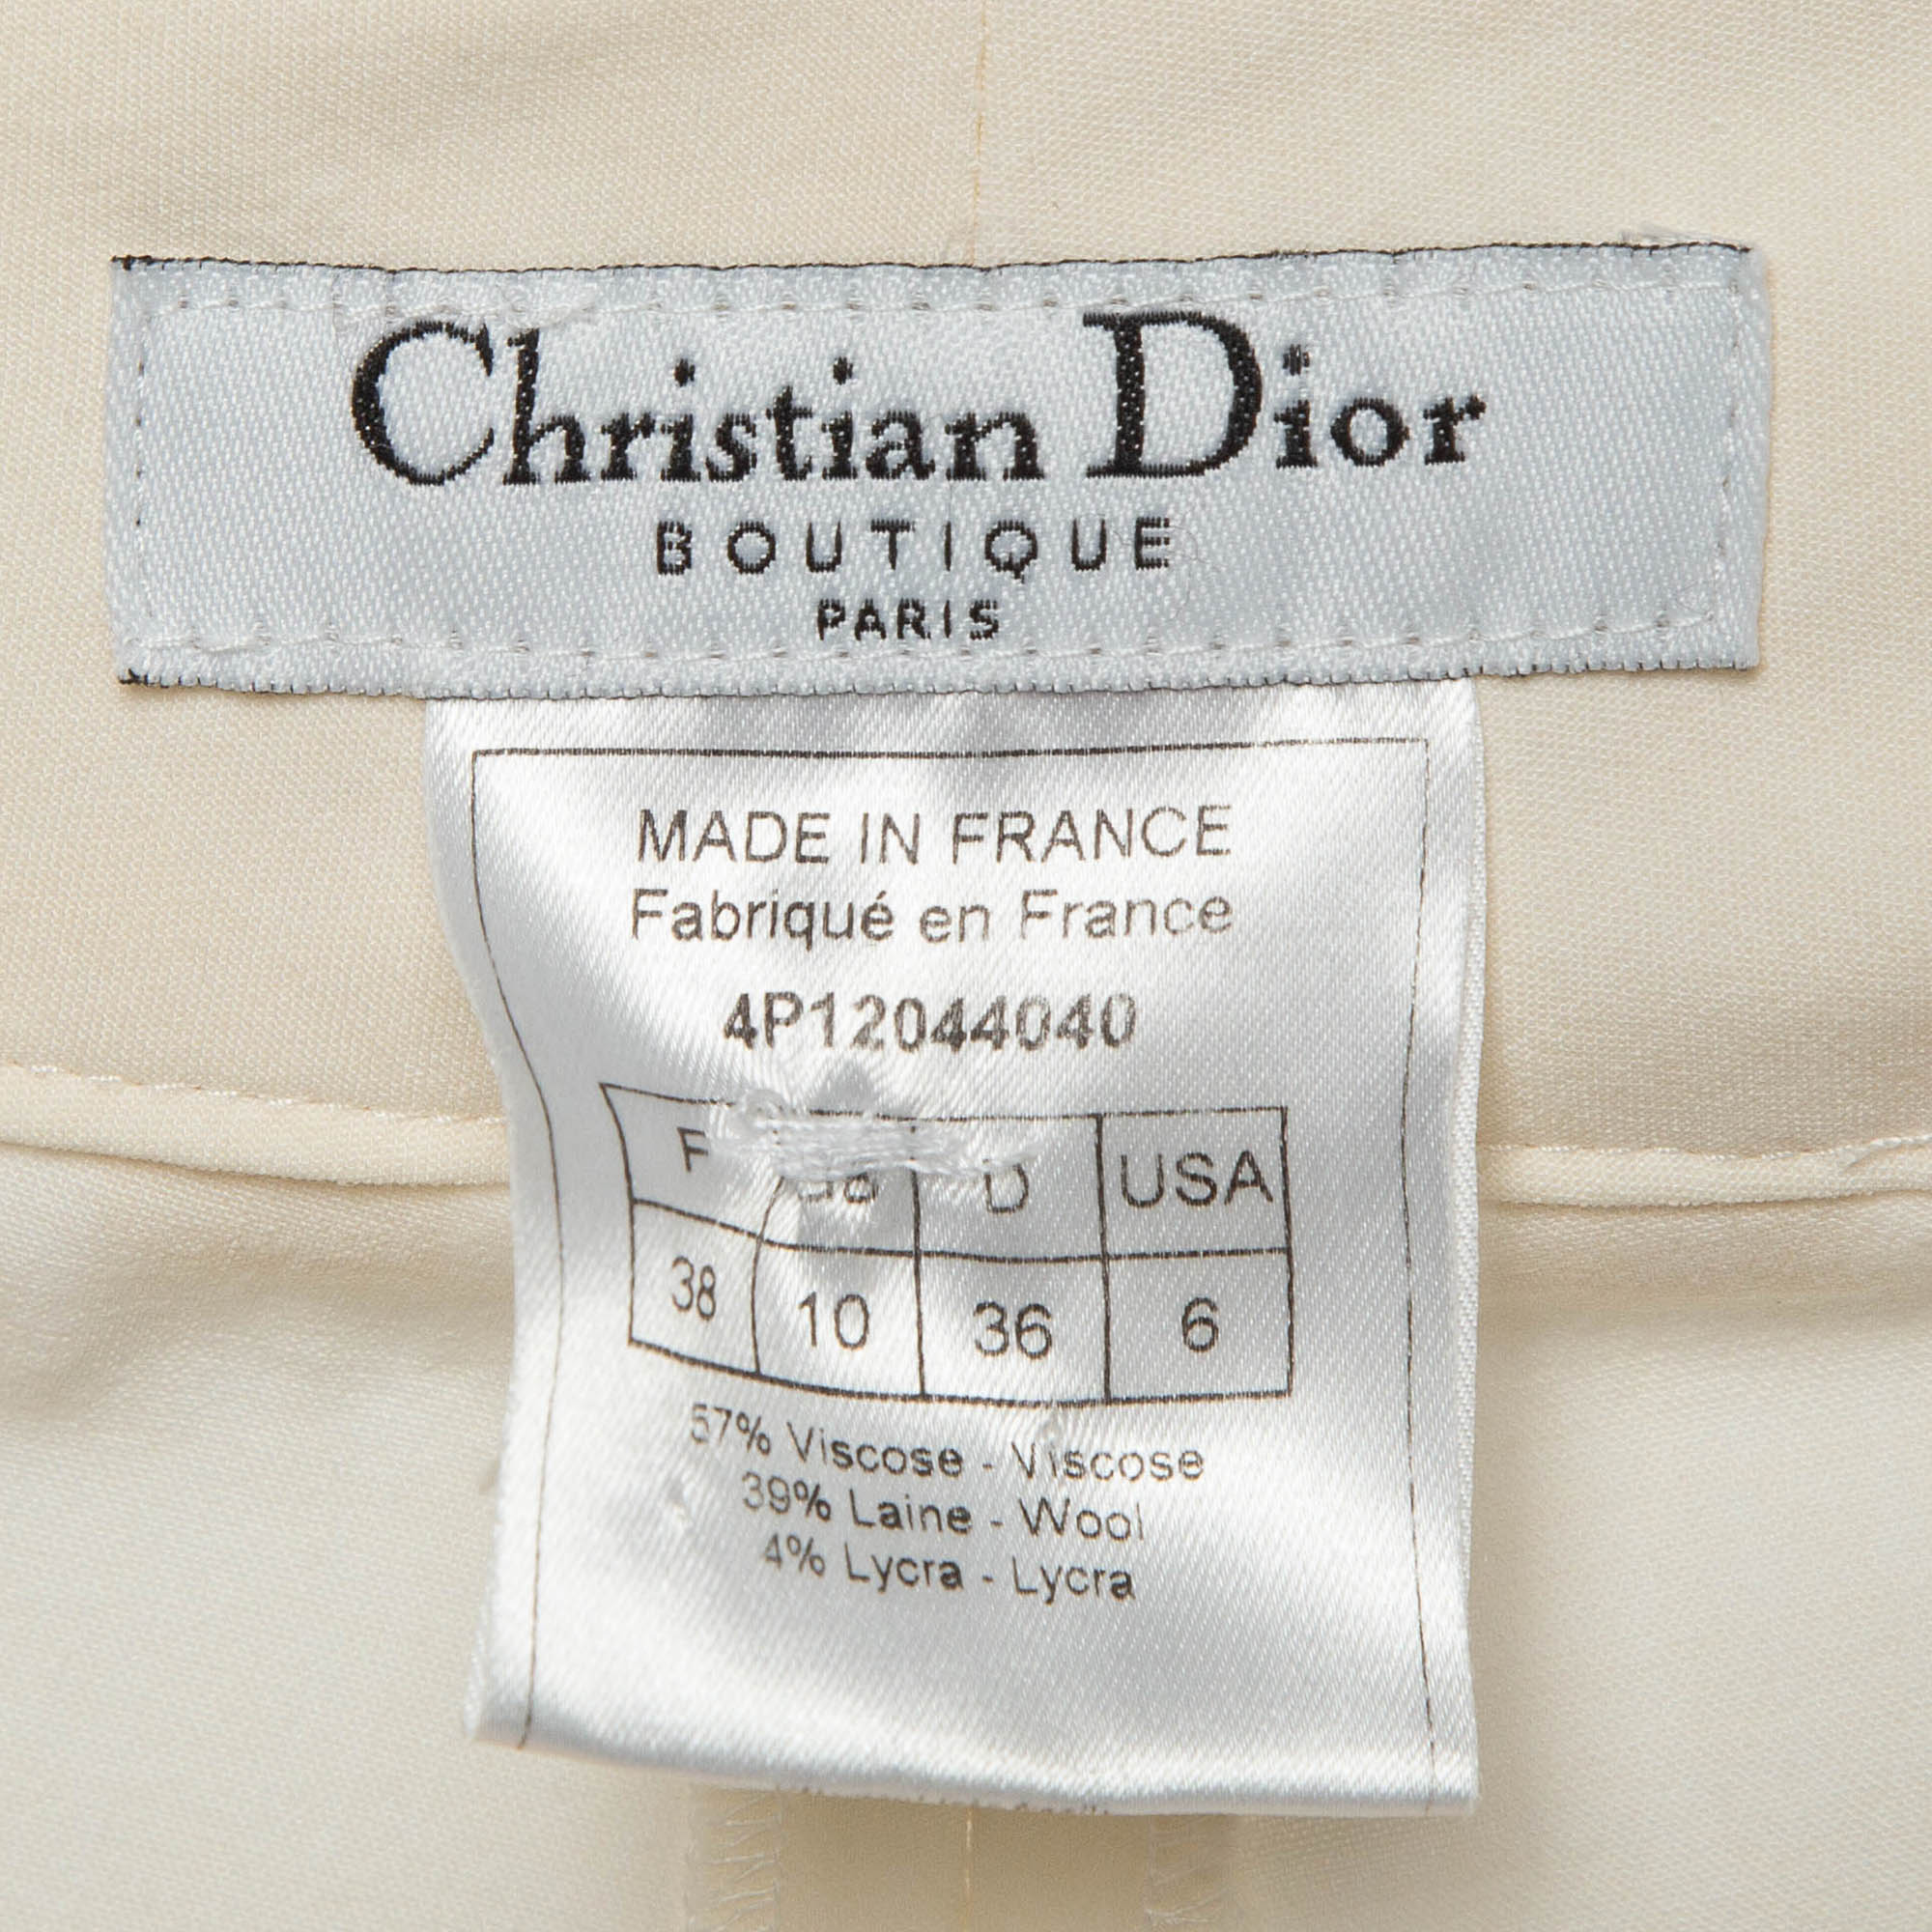 Christian Dior
BOUTIQUE
PARIS
MADE IN FRANCE
Fabriqué en France
4P12044040
F GB D USA
38 10 36 6
57% Viscose - Viscose
39% Laine - Wool
4% Lycra - Lycra